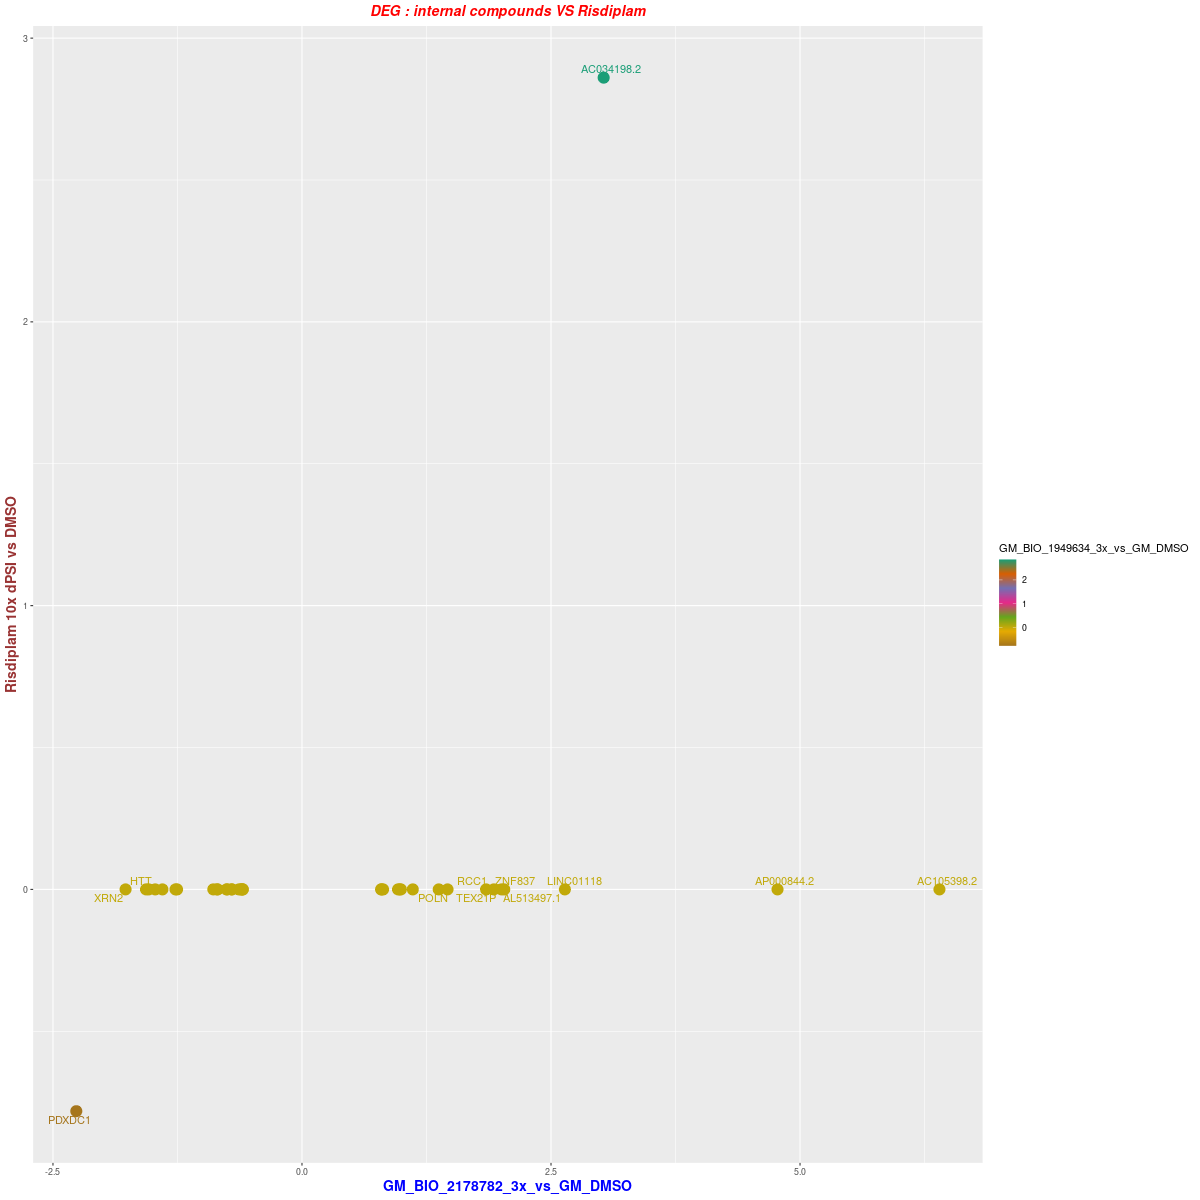 DEG : internal compounds VS Risdiplam
3
AC034198.2
2
Risdiplam 10x dPSI vs DMSO
GM_BIO_1949634_3x_vs_GM_DMSO
2
1
0
1
HTT
RCC1
ZNF837
LINC01118
AP000844.2
AC105398.2
0
XRN2
POLN
TEX21P
AL513497.1
PDXDC1
-2.5
0.0
2.5
5.0
GM_BIO_2178782_3x_vs_GM_DMSO